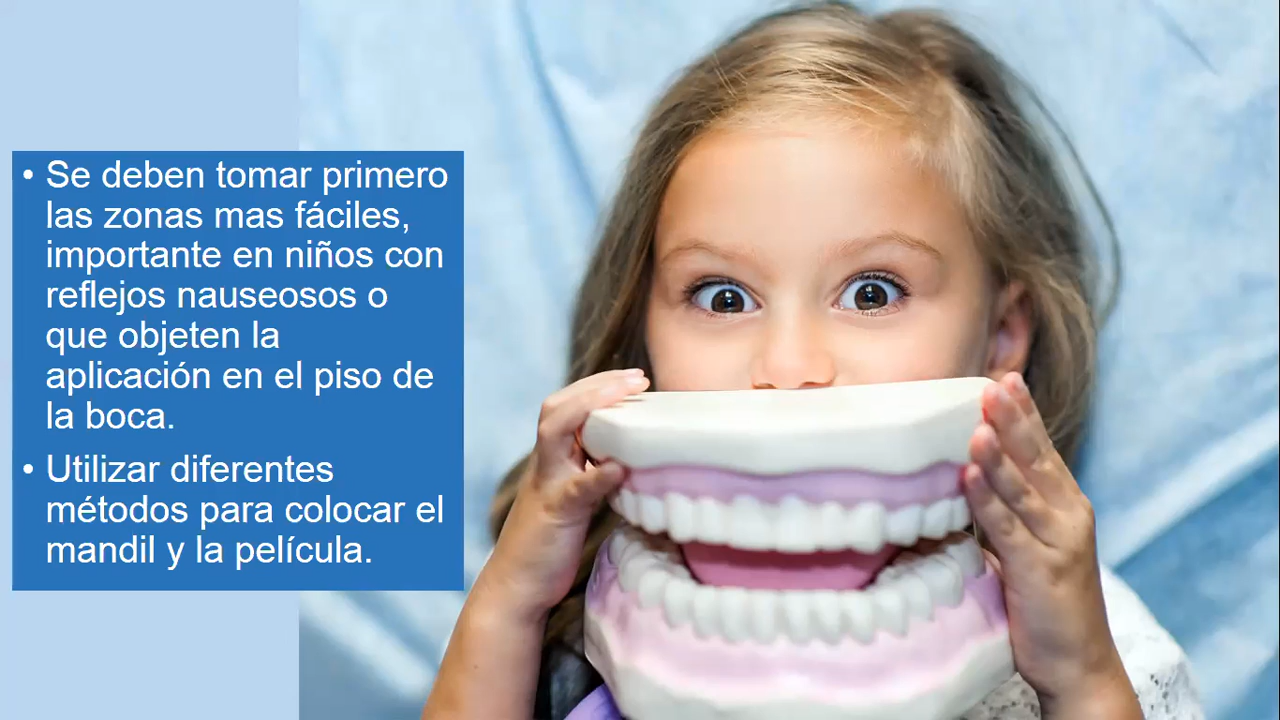 • Se deben tomar primero
las zonas mas fáciles,
importante en niños con
reflejos nauseosos o
que objeten la
aplicación en el piso de
la boca.
• Utilizar diferentes
métodos para colocar el
mandil y la película.